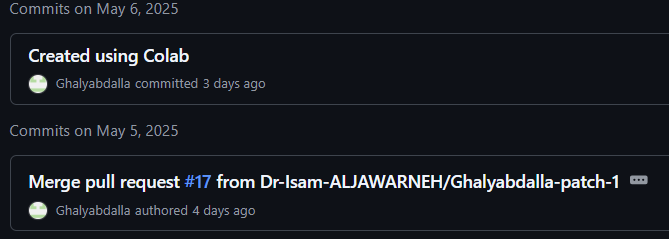 Commits on May 6, 2025
Created using Colab
Ghalyabdalla committed 3 days ago
Commits on May 5, 2025
Merge pull request #17 from Dr-Isam-ALJAWARNEH/Ghalyabdalla-patch-1
Ghalyabdalla authored 4 days ago